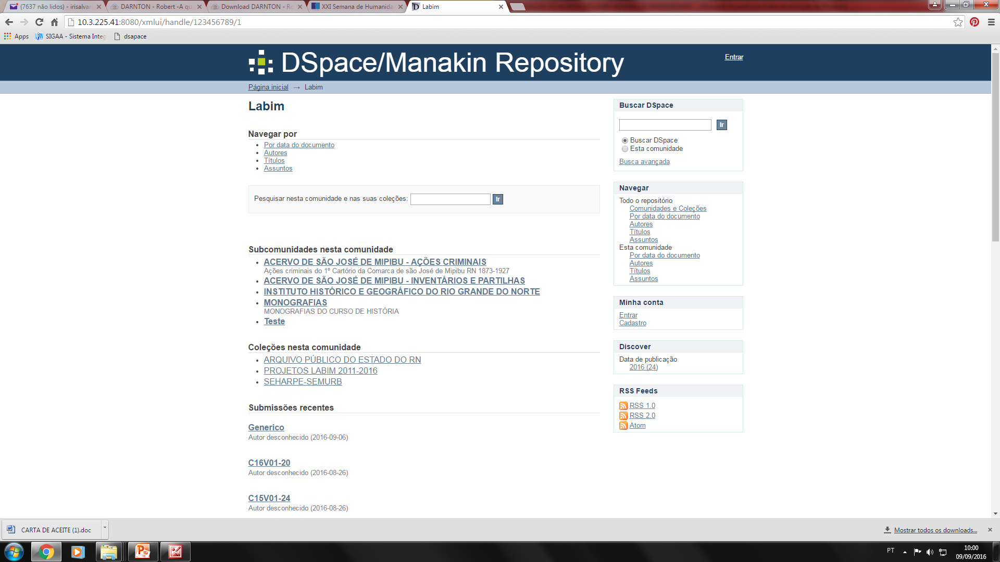 (7637 não lidos) - irisalvan
DARNTON - Robert -A qu
Download DARNTON - Ro
XXI Semana de Humanida
Labim
10.3.225.41:8080/xmlui/handle/123456789/1
Apps
SIGAA - Sistema Integ
dsapace
DSpace/Manakin Repository
Entrar
Página inicial → Labim
Labim
Navegar por
Por data do documento
Autores
Títulos
Assuntos
Pesquisar nesta comunidade e nas suas coleções:
Ir
Subcomunidades nesta comunidade
ACERVO DE SÃO JOSÉ DE MIPIBU - AÇÕES CRIMINAIS
Ações criminais do 1º Cartório da Comarca de são José de Mipibu RN 1873-1927
ACERVO DE SÃO JOSÉ DE MIPIBU - INVENTÁRIOS E PARTILHAS
INSTITUTO HISTÓRICO E GEOGRÁFICO DO RIO GRANDE DO NORTE
MONOGRAFIAS
MONOGRAFIAS DO CURSO DE HISTÓRIA
Teste
Coleções nesta comunidade
ARQUIVO PÚBLICO DO ESTADO DO RN
PROJETOS LABIM 2011-2016
SEHARPE-SEMURB
Submissões recentes
Generico
Autor desconhecido (2016-09-06)
C16V01-20
Autor desconhecido (2016-08-26)
C15V01-24
Autor desconhecido (2016-08-26)
Buscar DSpace
Ir
Buscar DSpace
Esta comunidade
Busca avançada
Navegar
Todo o repositório
Comunidades e Coleções
Por data do documento
Autores
Títulos
Assuntos
Esta comunidade
Por data do documento
Autores
Títulos
Assuntos
Minha conta
Entrar
Cadastro
Discover
Data de publicação
2016 (24)
RSS Feeds
RSS 1.0
RSS 2.0
Atom
CARTA DE ACEITE (1).doc
Mostrar todos os downloads...
PT
10:00
09/09/2016